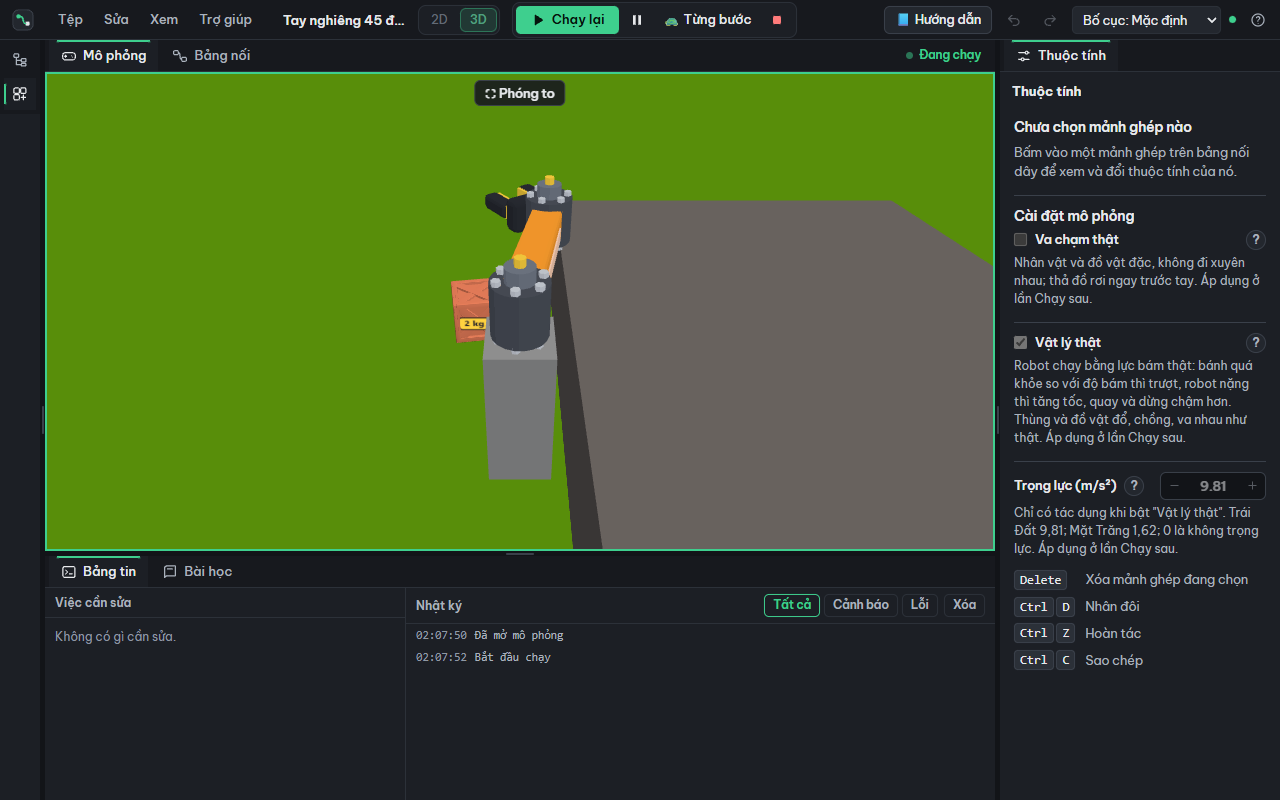 Tệp Sửa Xem Trợ giúp Tay nghiêng 45 đ... 2D 3D Chạy lại Từng bước Hướng dẫn Bố cục: Mặc định
Mô phỏng Bảng nối Đang chạy
Phóng to
2 kg
Thuộc tính
Thuộc tính
Chưa chọn mảnh ghép nào
Bấm vào một mảnh ghép trên bảng nối
dây để xem và đổi thuộc tính của nó.
Cài đặt mô phỏng
Va chạm thật ?
Nhân vật và đồ vật đặc, không đi xuyên
nhau; thả đồ rơi ngay trước tay. Áp dụng ở
lần Chạy sau.
Vật lý thật ?
Robot chạy bằng lực bám thật: bánh quá
khỏe so với độ bám thì trượt, robot nặng
thì tăng tốc, quay và dừng chậm hơn.
Thùng và đồ vật đổ, chồng, va nhau như
thật. Áp dụng ở lần Chạy sau.
Trọng lực (m/s²) ? − 9.81 +
Chỉ có tác dụng khi bật "Vật lý thật". Trái
Đất 9,81; Mặt Trăng 1,62; 0 là không trọng
lực. Áp dụng ở lần Chạy sau.
Delete Xóa mảnh ghép đang chọn
Ctrl D Nhân đôi
Ctrl Z Hoàn tác
Ctrl C Sao chép
Bảng tin Bài học
Việc cần sửa
Không có gì cần sửa.
Nhật ký Tất cả Cảnh báo Lỗi Xóa
02:07:50 Đã mở mô phỏng
02:07:52 Bắt đầu chạy